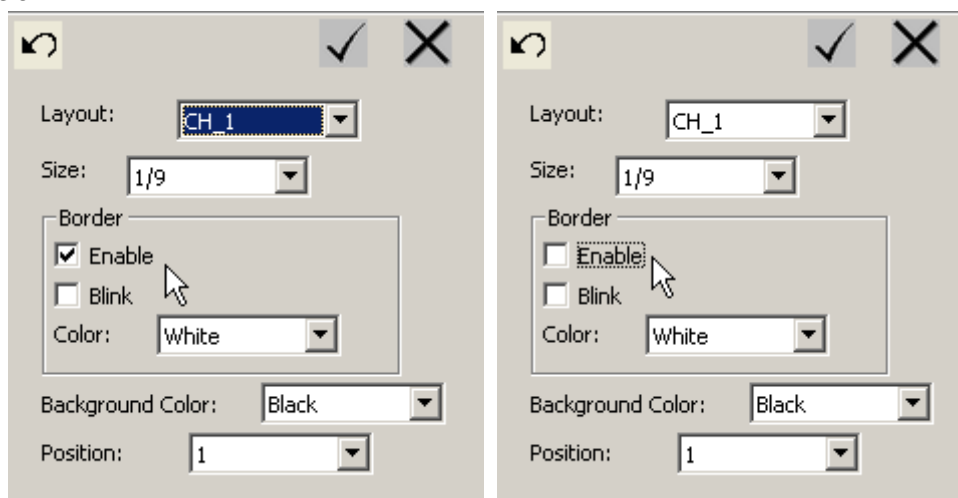 Layout: CH_1
Size: 1/9
Border
Enable
Blink
Color: White
Background Color: Black
Position: 1
Layout: CH_1
Size: 1/9
Border
Enable
Blink
Color: White
Background Color: Black
Position: 1